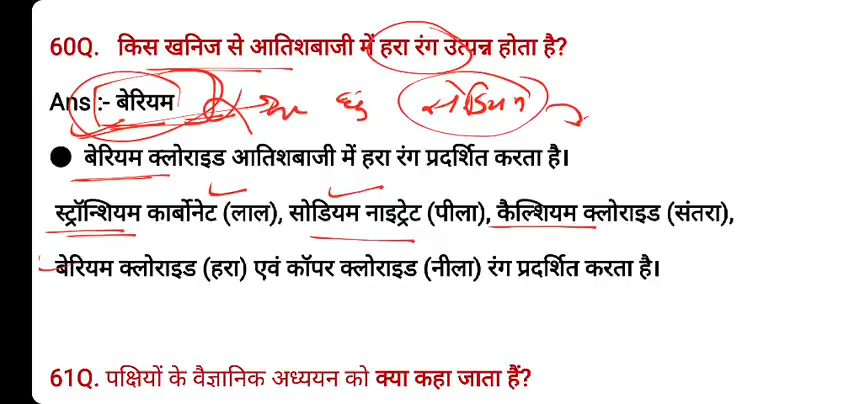 60Q. किस खनिज से आतिशबाजी में हरा रंग उत्पन्न होता है?
Ans :- बेरियम सोडियम
● बेरियम क्लोराइड आतिशबाजी में हरा रंग प्रदर्शित करता है।
स्ट्रॉन्शियम कार्बोनेट (लाल), सोडियम नाइट्रेट (पीला), कैल्शियम क्लोराइड (संतरा),
बेरियम क्लोराइड (हरा) एवं कॉपर क्लोराइड (नीला) रंग प्रदर्शित करता है।
61Q. पक्षियों के वैज्ञानिक अध्ययन को क्या कहा जाता हैं?